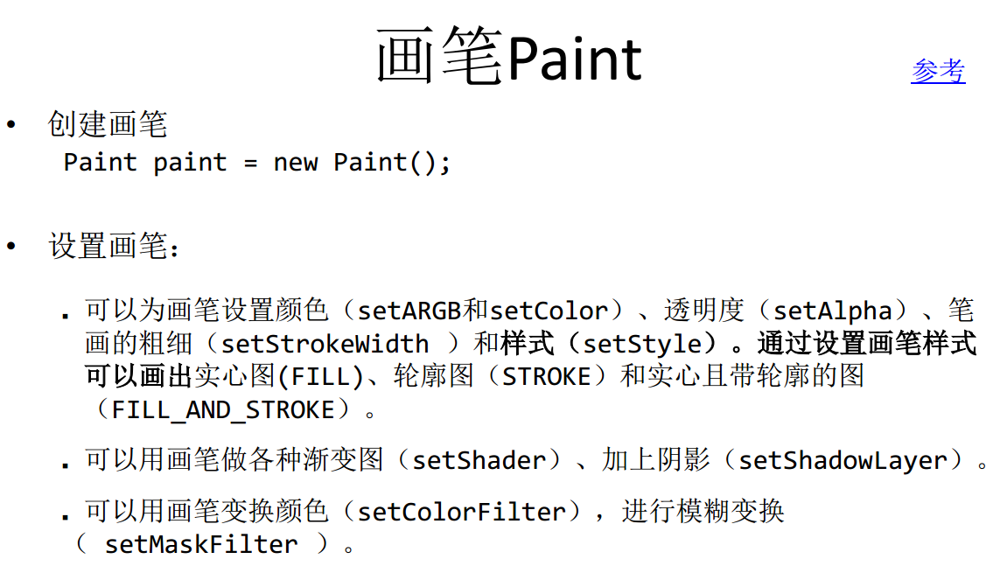 画笔Paint
参考
• 创建画笔
Paint paint = new Paint();
• 设置画笔：
. 可以为画笔设置颜色（setARGB和setColor）、透明度（setAlpha）、笔
画的粗细（setStrokeWidth ）和样式（setStyle）。通过设置画笔样式
可以画出实心图(FILL)、轮廓图（STROKE）和实心且带轮廓的图
（FILL_AND_STROKE）。
. 可以用画笔做各种渐变图（setShader）、加上阴影（setShadowLayer）。
. 可以用画笔变换颜色（setColorFilter），进行模糊变换
（ setMaskFilter ）。